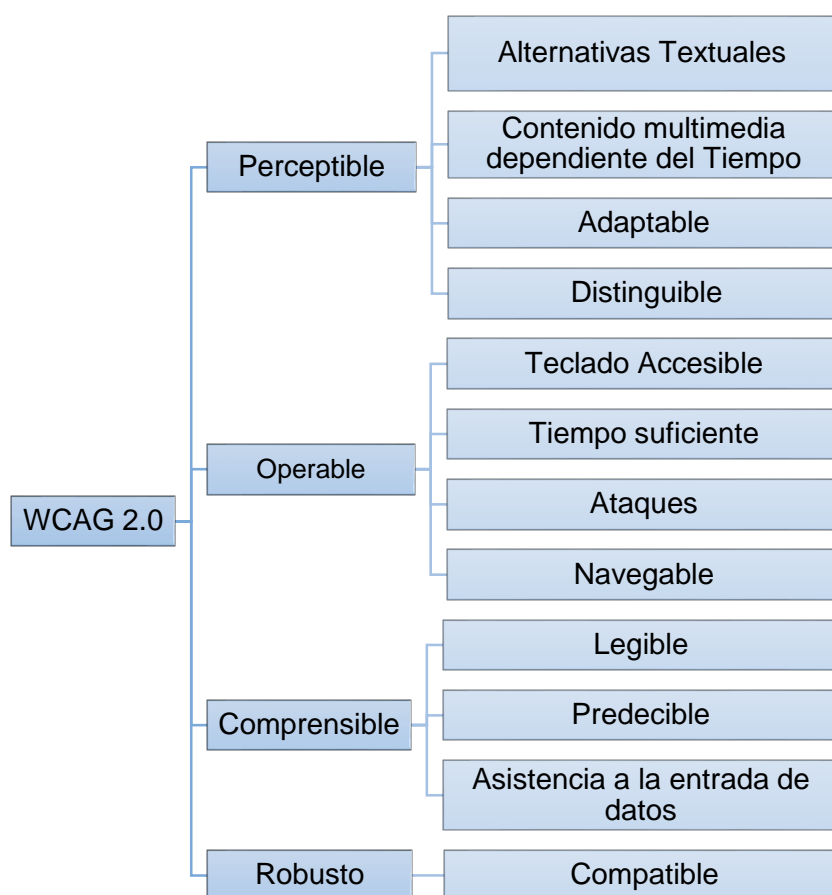 WCAG 2.0
Perceptible
Alternativas Textuales
Contenido multimedia
dependiente del Tiempo
Adaptable
Distinguible
Operable
Teclado Accesible
Tiempo suficiente
Ataques
Navegable
Comprensible
Legible
Predecible
Asistencia a la entrada de
datos
Robusto
Compatible